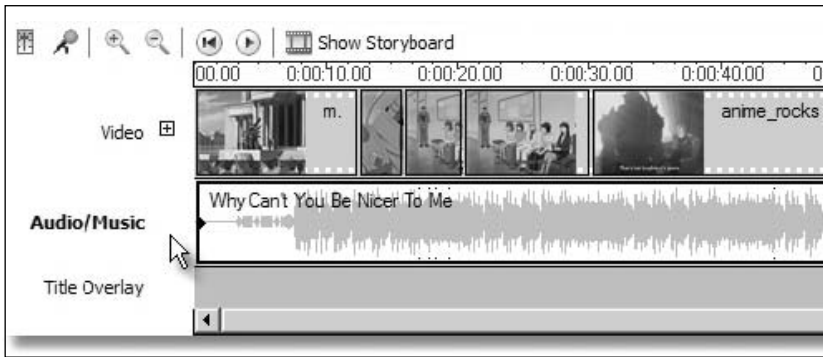 Show Storyboard
00.00 0:00:10.00 0:00:20.00 0:00:30.00 0:00:40.00 0
Video
m.
anime_rocks
Why Can't You Be Nicer To Me
Audio/Music
Title Overlay